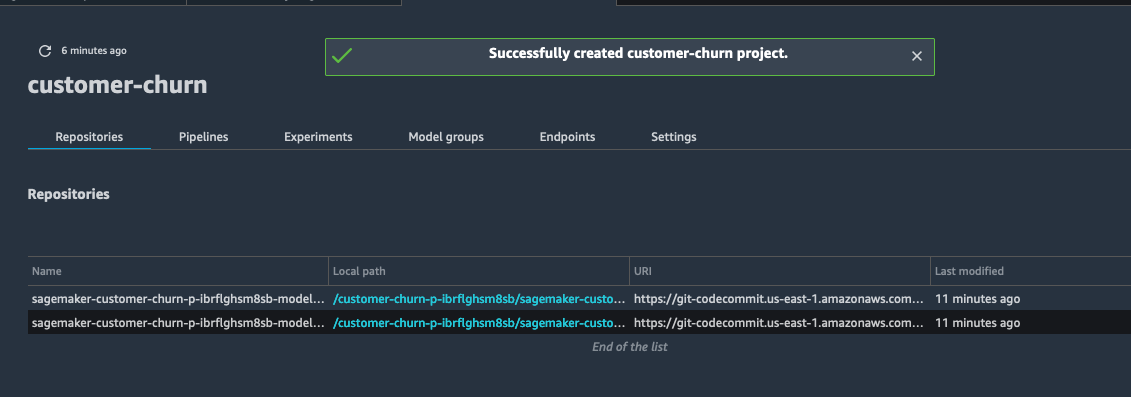 6 minutes ago
Successfully created customer-churn project.
customer-churn
Repositories Pipelines Experiments Model groups Endpoints Settings
Repositories
Name Local path URI Last modified
sagemaker-customer-churn-p-ibrflghsm8sb-model... /customer-churn-p-ibrflghsm8sb/sagemaker-custo... https://git-codecommit.us-east-1.amazonaws.com... 11 minutes ago
sagemaker-customer-churn-p-ibrflghsm8sb-model... /customer-churn-p-ibrflghsm8sb/sagemaker-custo... https://git-codecommit.us-east-1.amazonaws.com... 11 minutes ago
End of the list